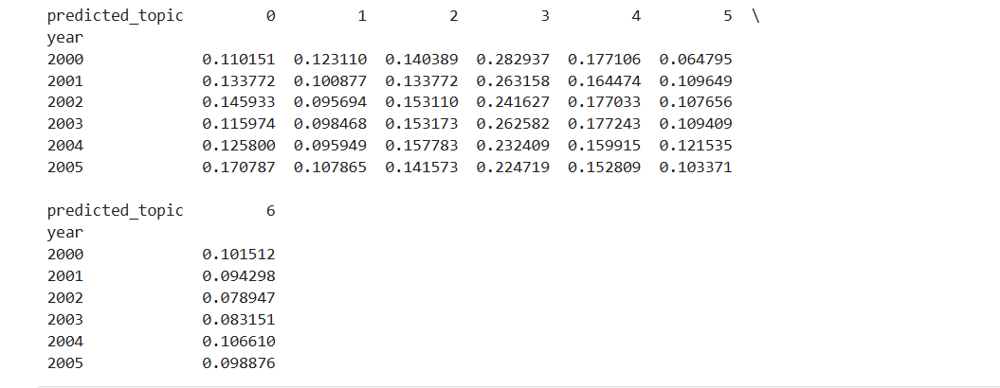 predicted_topic 0 1 2 3 4 5 \
year
2000 0.110151 0.123110 0.140389 0.282937 0.177106 0.064795
2001 0.133772 0.100877 0.133772 0.263158 0.164474 0.109649
2002 0.145933 0.095694 0.153110 0.241627 0.177033 0.107656
2003 0.115974 0.098468 0.153173 0.262582 0.177243 0.109409
2004 0.125800 0.095949 0.157783 0.232409 0.159915 0.121535
2005 0.170787 0.107865 0.141573 0.224719 0.152809 0.103371
predicted_topic 6
year
2000 0.101512
2001 0.094298
2002 0.078947
2003 0.083151
2004 0.106610
2005 0.098876